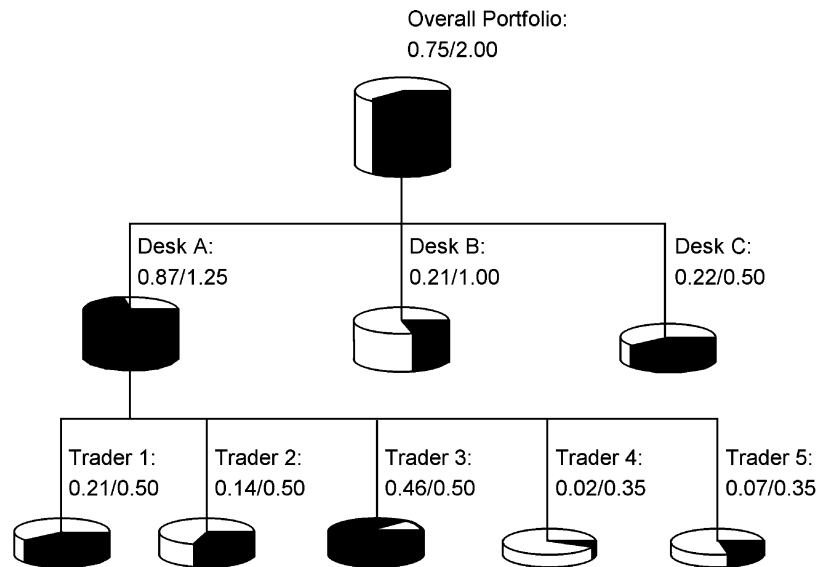 Overall Portfolio:
0.75/2.00
Desk A:
0.87/1.25
Desk B:
0.21/1.00
Desk C:
0.22/0.50
Trader 1:
0.21/0.50
Trader 2:
0.14/0.50
Trader 3:
0.46/0.50
Trader 4:
0.02/0.35
Trader 5:
0.07/0.35